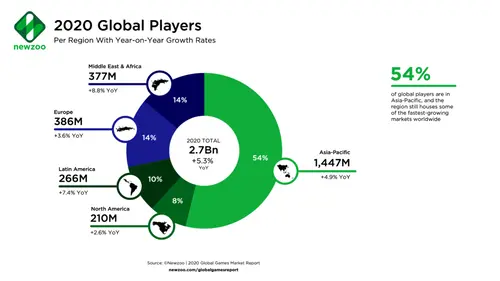 newzoo
2020 Global Players
Per Region With Year-on-Year Growth Rates
Middle East & Africa
377M
+8.8% YoY
Europe
386M
+3.6% YoY
Latin America
266M
+7.4% YoY
North America
210M
+2.6% YoY
14%
14%
10%
8%
54%
2020 TOTAL
2.7Bn
+5.3%
YoY
Asia-Pacific
1,447M
+4.9% YoY
54%
of global players are in
Asia-Pacific, and the
region still houses some
of the fastest-growing
markets worldwide
Source: ©Newzoo | 2020 Global Games Market Report
newzoo.com/globalgamesreport